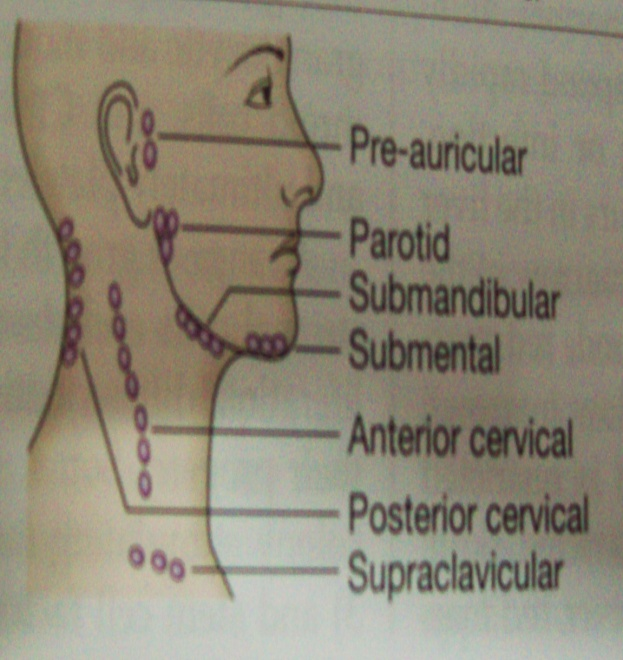 Pre-auricular
Parotid
Submandibular
Submental
Anterior cervical
Posterior cervical
Supraclavicular